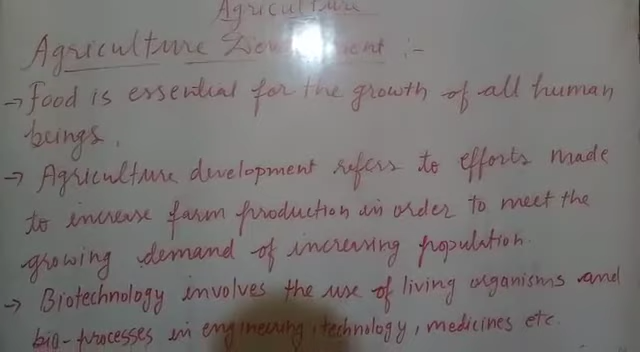 Agriculture
Agriculture Development :-
→ Food is essential for the growth of all human
beings.
→ Agriculture development refers to efforts made
to increase farm production in order to meet the
growing demand of increasing population.
→ Biotechnology involves the use of living organisms and
bio-processes in engineering, technology, medicines etc.